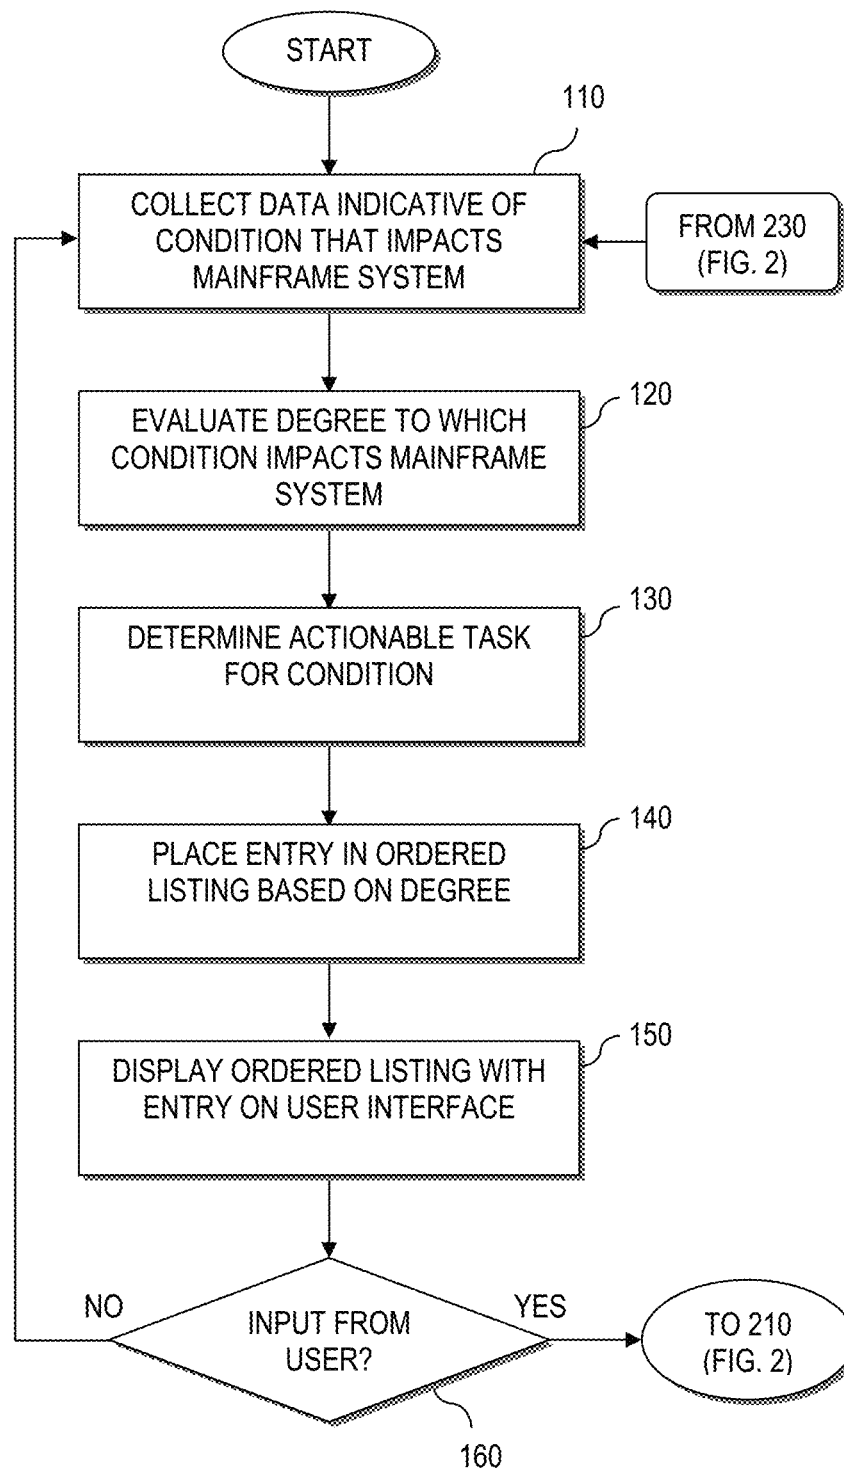 START
110
COLLECT DATA INDICATIVE OF
CONDITION THAT IMPACTS
MAINFRAME SYSTEM
FROM 230
(FIG. 2)
120
EVALUATE DEGREE TO WHICH
CONDITION IMPACTS MAINFRAME
SYSTEM
130
DETERMINE ACTIONABLE TASK
FOR CONDITION
140
PLACE ENTRY IN ORDERED
LISTING BASED ON DEGREE
150
DISPLAY ORDERED LISTING WITH
ENTRY ON USER INTERFACE
NO
INPUT FROM
USER?
YES
TO 210
(FIG. 2)
160